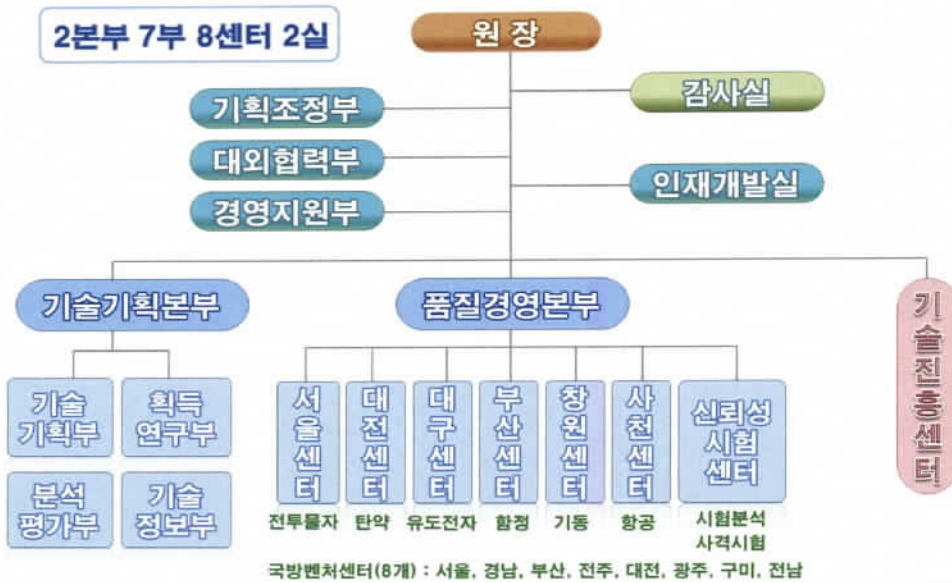 2본부 7부 8센터 2실
원 장
감사실
기획조정부
대외협력부
인재개발실
경영지원부
기술기획본부
품질경영본부
기술진흥센터
기술
기획부
획득
연구부
분석
평가부
기술
정보부
서울센터
대전센터
대구센터
부산센터
창원센터
사천센터
신뢰성
시험
센터
전투물자
탄약
유도전자
함정
기동
항공
시험분석
사격시험
국방벤처센터(8개) : 서울, 경남, 부산, 전주, 대전, 광주, 구미, 전남